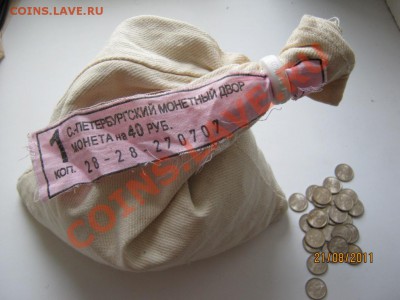 COINS.LAVE.RU
С.-ПЕТЕРБУРГСКИЙ МОНЕТНЫЙ ДВОР
1 МОНЕТА на 40 РУБ.
КОП. 28-28-270707
COINS.LAVE.RU
21/08/2011